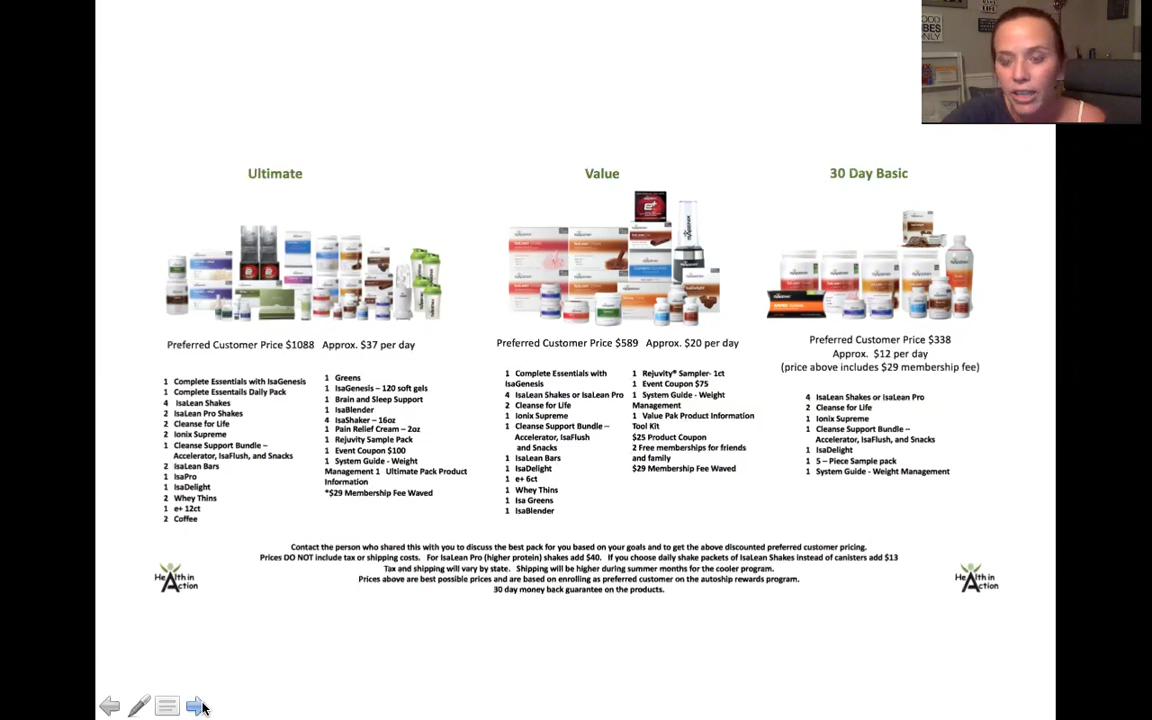 GOOD
VIBES
ONLY
Ultimate
Value
30 Day Basic
Preferred Customer Price $1088   Approx. $37 per day
1 Complete Essentials with IsaGenesis
1 Complete Essentails Daily Pack
4 IsaLean Shakes
2 IsaLean Pro Shakes
2 Cleanse for Life
2 Ionix Supreme
1 Cleanse Support Bundle –
Accelerator, IsaFlush, and Snacks
2 IsaLean Bars
1 IsaPro
1 IsaDelight
2 Whey Thins
1 e+ 12ct
2 Coffee
1 Greens
1 IsaGenesis – 120 soft gels
1 Brain and Sleep Support
1 IsaBlender
4 IsaShaker – 16oz
1 Pain Relief Cream – 2oz
1 Rejuvity Sample Pack
1 Event Coupon $100
1 System Guide - Weight
Management 1 Ultimate Pack Product
Information
*$29 Membership Fee Waved
Preferred Customer Price $589   Approx. $20 per day
1 Complete Essentials with
IsaGenesis
4 IsaLean Shakes or IsaLean Pro
2 Cleanse for Life
1 Ionix Supreme
1 Cleanse Support Bundle –
Accelerator, IsaFlush
and Snacks
1 IsaLean Bars
1 IsaDelight
1 e+ 6ct
1 Whey Thins
1 Isa Greens
1 IsaBlender
1 Rejuvity® Sampler- 1ct
1 Event Coupon $75
1 System Guide - Weight
Management
1 Value Pak Product Information
Tool Kit
$25 Product Coupon
2 Free memberships for friends
and family
$29 Membership Fee Waved
Preferred Customer Price $338
Approx. $12 per day
(price above includes $29 membership fee)
4 IsaLean Shakes or IsaLean Pro
2 Cleanse for Life
1 Ionix Supreme
1 Cleanse Support Bundle –
Accelerator, IsaFlush, and Snacks
1 IsaDelight
1 5 – Piece Sample pack
1 System Guide - Weight Management
Contact the person who shared this with you to discuss the best pack for you based on your goals and to get the above discounted preferred customer pricing.
Prices DO NOT include tax or shipping costs. For IsaLean Pro (higher protein) shakes add $40. If you choose daily shake packets of IsaLean Shakes instead of canisters add $13
Tax and shipping will vary by state. Shipping will be higher during summer months for the cooler program.
Prices above are best possible prices and are based on enrolling as preferred customer on the autoship rewards program.
30 day money back guarantee on the products.
Health in
Action
Health in
Action